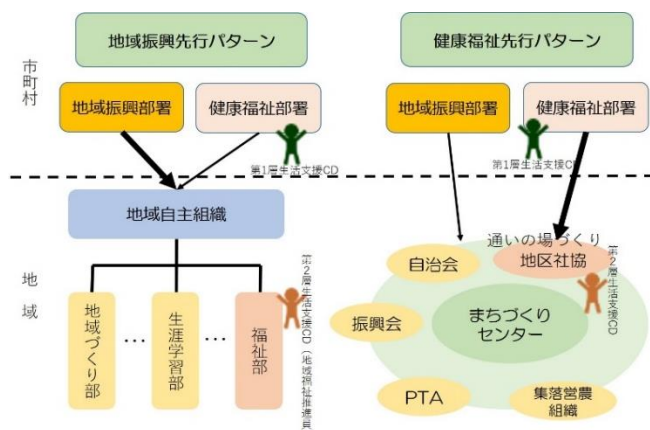 地域振興先行パターン
健康福祉先行パターン
市町村
地域振興部署
健康福祉部署
地域振興部署
健康福祉部署
第1層生活支援CD
第1層生活支援CD
地域自主組織
通いの場づくり
自治会
地区社協
第2層生活支援CD
地域
地域づくり部
…
生涯学習部
…
福祉部
第2層生活支援CD(地域福祉推進員
振興会
まちづくり
センター
PTA
集落営農
組織